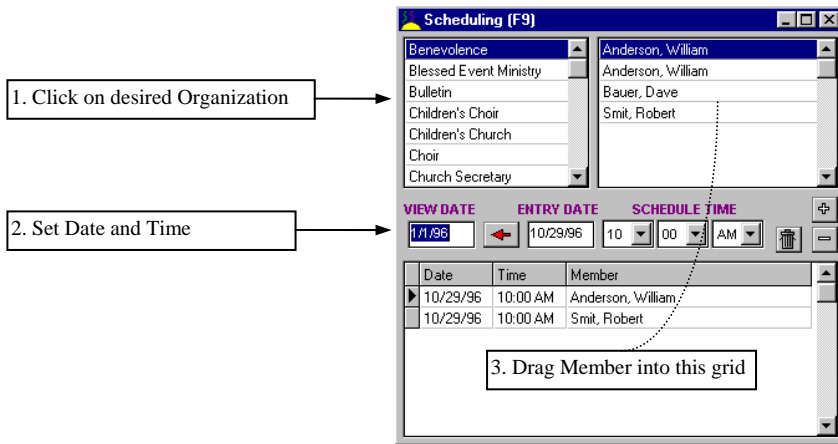 Scheduling (F9)
Benevolence
Blessed Event Ministry
Bulletin
Children's Choir
Children's Church
Choir
Church Secretary
Anderson, William
Anderson, William
Bauer, Dave
Smit, Robert
1. Click on desired Organization
VIEW DATE ENTRY DATE SCHEDULE TIME
2. Set Date and Time
1/1/96 10/29/96 10 00 AM
Date Time Member
10/29/96 10:00 AM Anderson, William
10/29/96 10:00 AM Smit, Robert
3. Drag Member into this grid